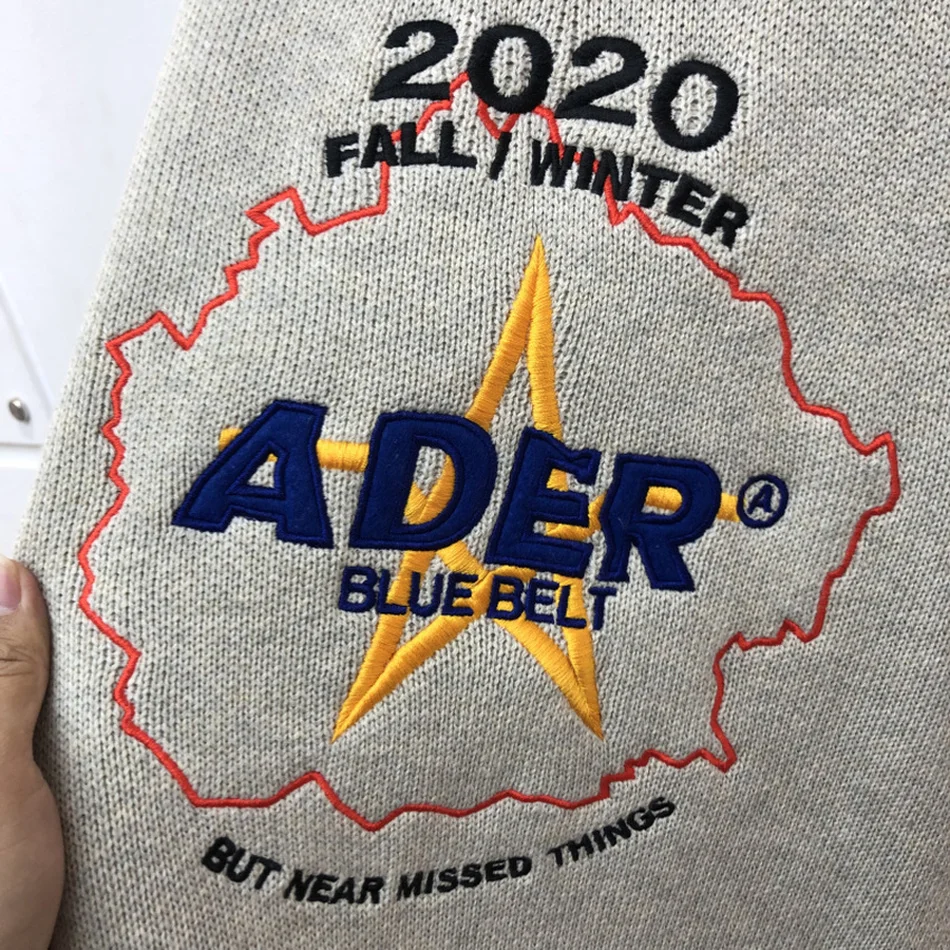 2020
FALL / WINTER
ADER Ⓐ
BLUE BELT
BUT NEAR MISSED THINGS